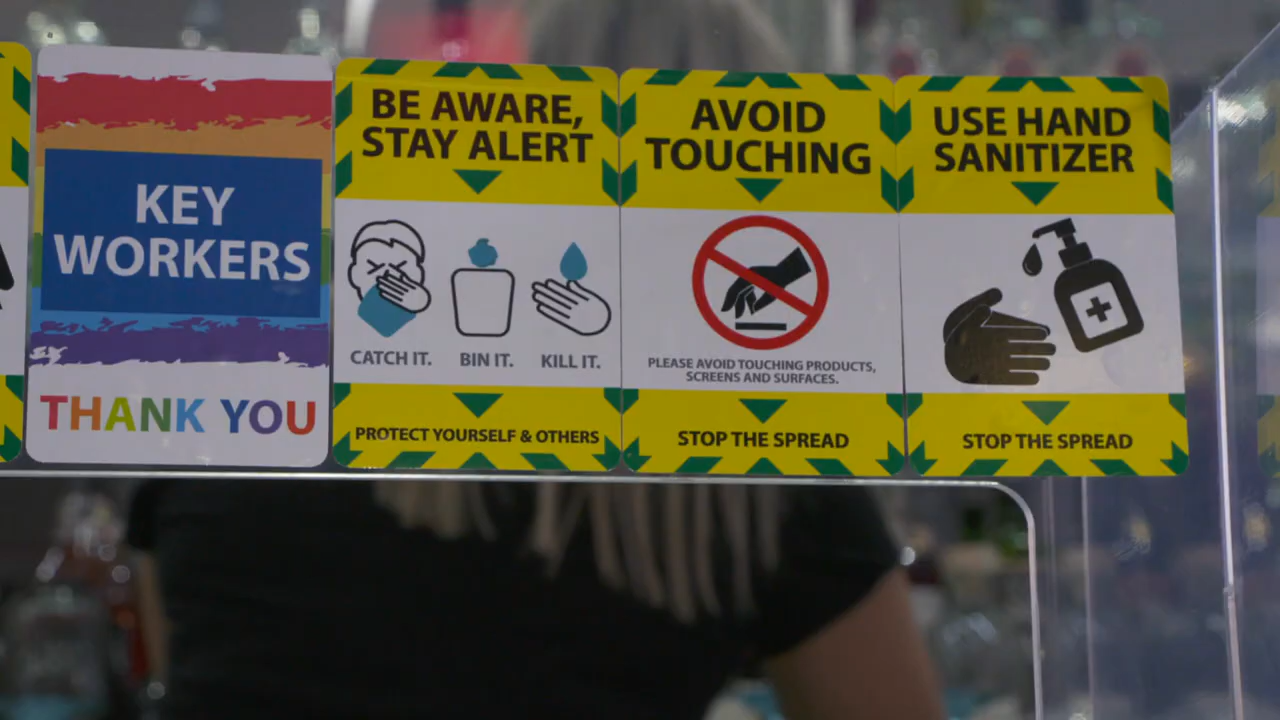 KEY
WORKERS
THANK YOU
BE AWARE,
STAY ALERT
CATCH IT. BIN IT. KILL IT.
PROTECT YOURSELF & OTHERS
AVOID
TOUCHING
PLEASE AVOID TOUCHING PRODUCTS,
SCREENS AND SURFACES.
STOP THE SPREAD
USE HAND
SANITIZER
STOP THE SPREAD